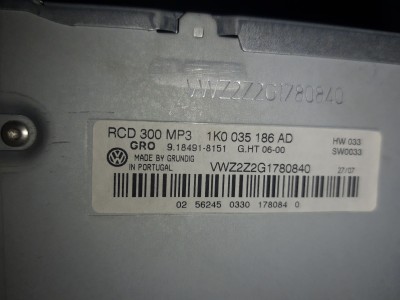 VWZ2Z2G1780840
RCD 300 MP3 1K0 035 186 AD HW 033
GRO 9.18491-8151 G.HT 06-00 SW0033
MADE BY GRUNDIG
IN PORTUGAL
VWZ2Z2G1780840 27/07
02 56245 0330 178084 0